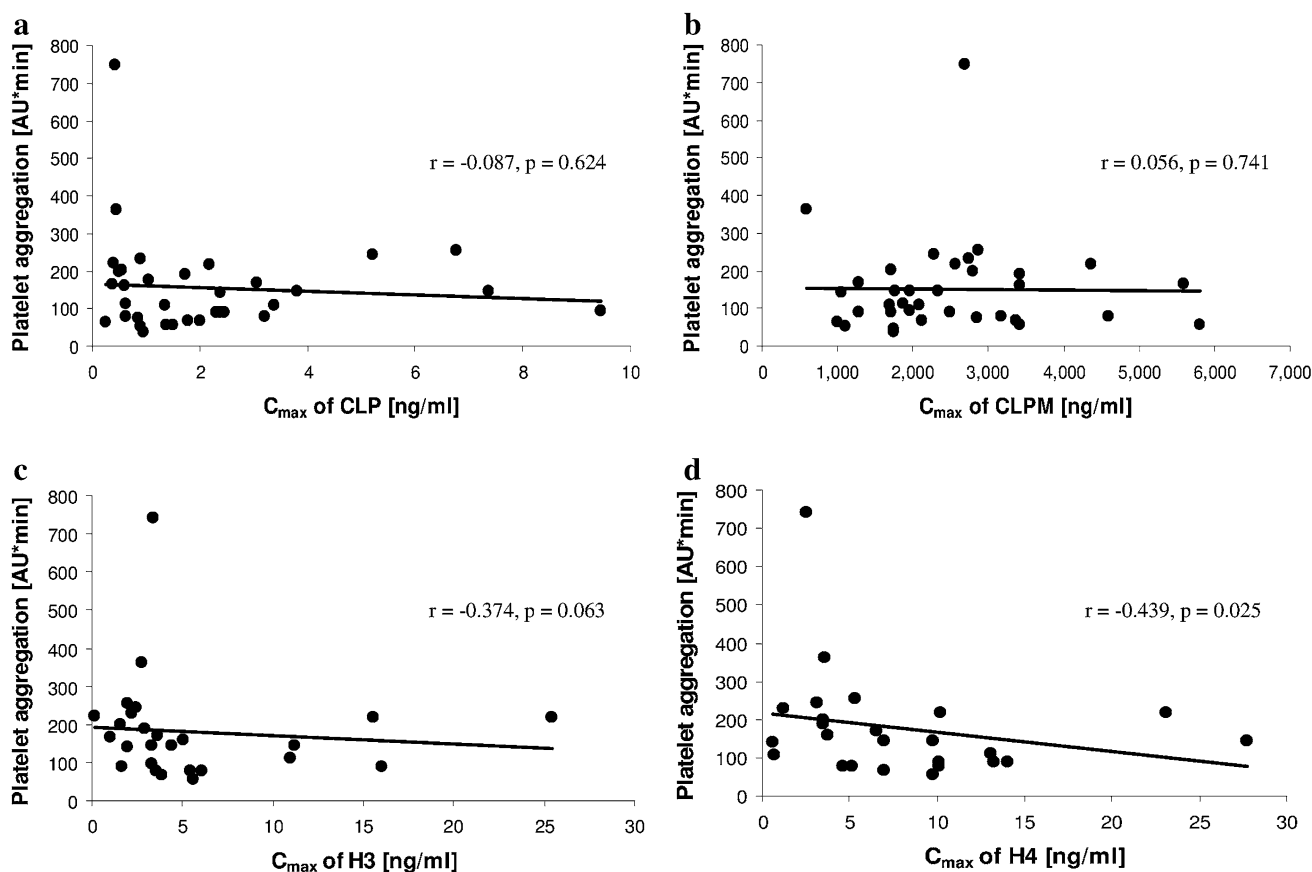 a
Platelet aggregation [AU*min]
800
700
600
500
400
300
200
100
0
r = -0.087, p = 0.624
0 2 4 6 8 10
Cmax of CLP [ng/ml]
b
Platelet aggregation [AU*min]
800
700
600
500
400
300
200
100
0
r = 0.056, p = 0.741
0 1,000 2,000 3,000 4,000 5,000 6,000 7,000
Cmax of CLPM [ng/ml]
c
Platelet aggregation [AU*min]
800
700
600
500
400
300
200
100
0
r = -0.374, p = 0.063
0 5 10 15 20 25 30
Cmax of H3 [ng/ml]
d
Platelet aggregation [AU*min]
800
700
600
500
400
300
200
100
0
r = -0.439, p = 0.025
0 5 10 15 20 25 30
Cmax of H4 [ng/ml]